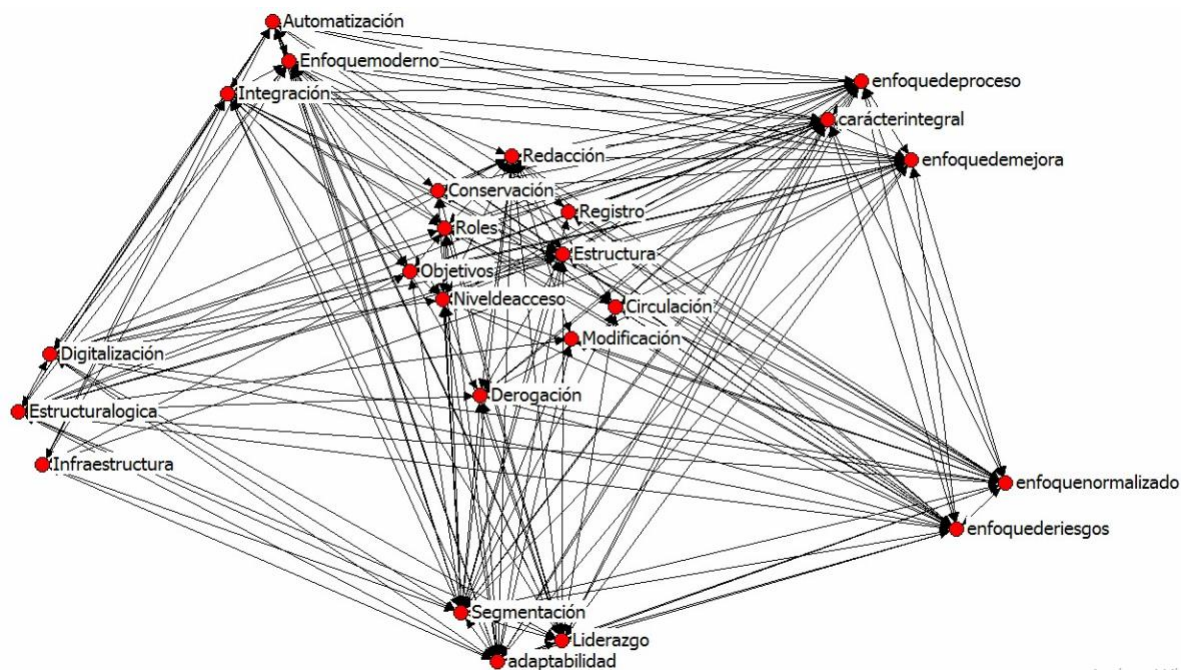 Automatización
Enfoquemoderno
Integración
enfoquedeproceso
carácterintegral
enfoquedemejora
Redacción
Conservación
Registro
Roles
Estructura
Objetivos
Niveldeacceso
Circulación
Modificación
Digitalización
Derogación
Estructuralogica
Infraestructura
enfoquenormalizado
enfoquederiesgos
Segmentación
Liderazgo
adaptabilidad